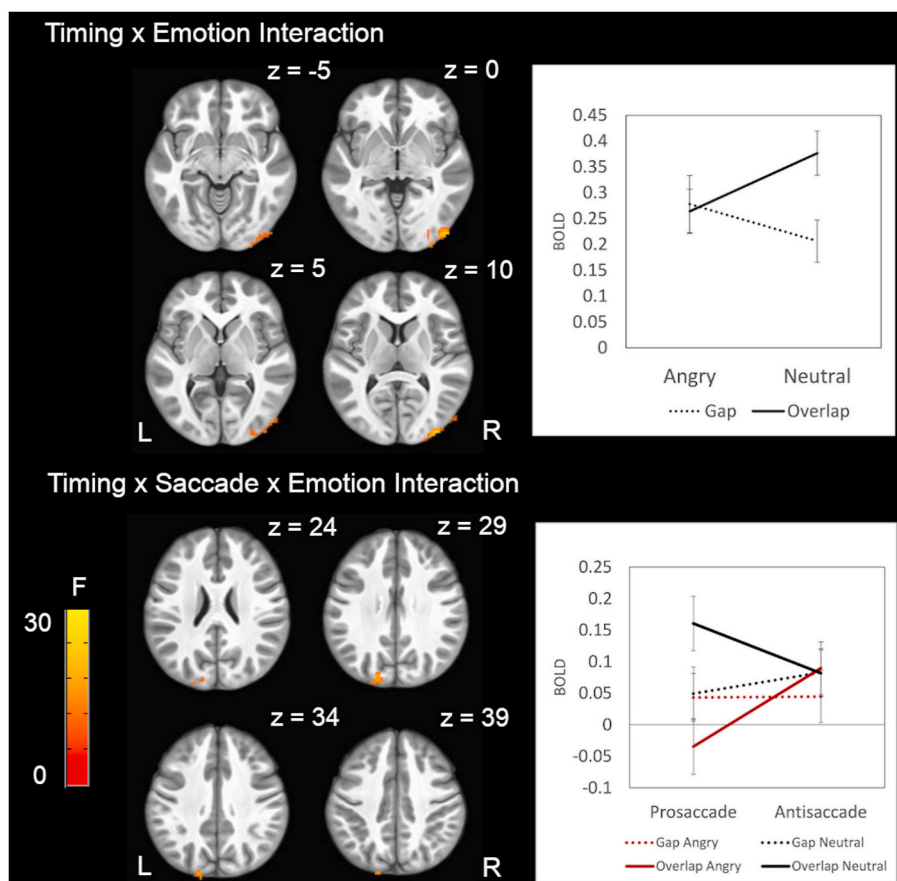 Timing x Emotion Interaction
z = -5
z = 0
z = 5
z = 10
L
R
0.45
0.4
0.35
0.3
0.25
0.2
0.15
0.1
0.05
0
BOLD
Angry
Neutral
Gap
Overlap
Timing x Saccade x Emotion Interaction
F
30
0
z = 24
z = 29
z = 34
z = 39
L
R
0.25
0.2
0.15
0.1
0.05
0
-0.05
-0.1
BOLD
Prosaccade
Antisaccade
Gap Angry
Gap Neutral
Overlap Angry
Overlap Neutral